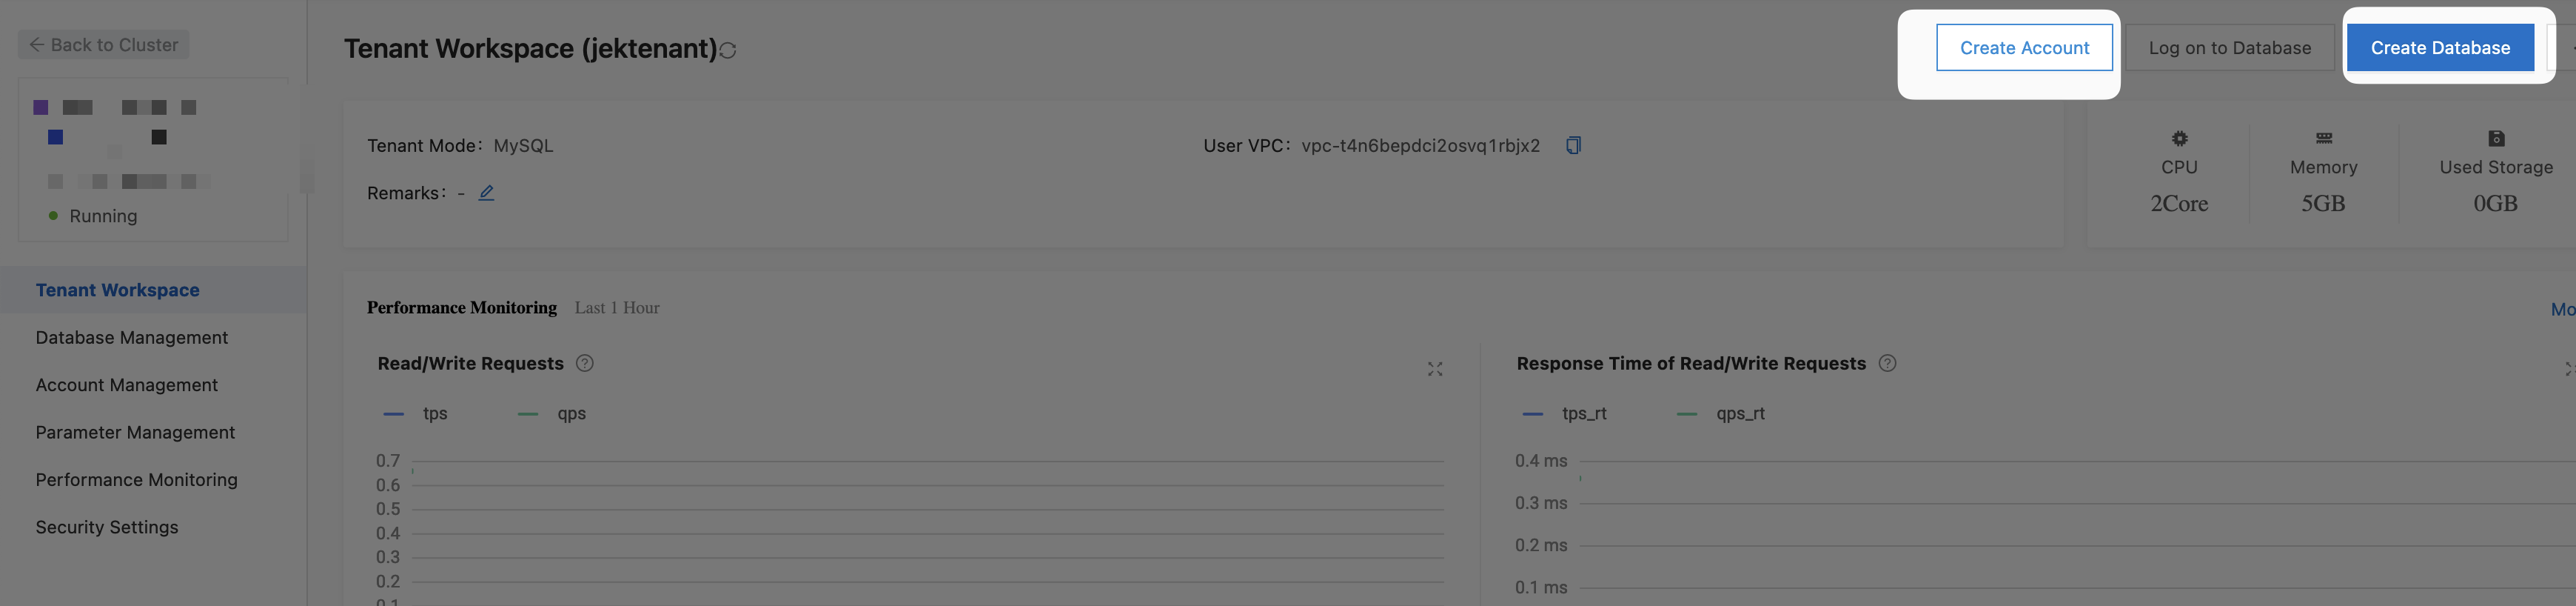 Back to Cluster
Running
Tenant Workspace
Database Management
Account Management
Parameter Management
Performance Monitoring
Security Settings
Tenant Workspace (jektenant)
Create Account
Log on to Database
Create Database
Tenant Mode: MySQL
User VPC: vpc-t4n6bepdci2osvq1rbjx2
Remarks: -
CPU
2Core
Memory
5GB
Used Storage
0GB
Performance Monitoring Last 1 Hour
Mo
Read/Write Requests
tps qps
0.7
0.6
0.5
0.4
0.3
0.2
0.1
Response Time of Read/Write Requests
tps_rt qps_rt
0.4 ms
0.3 ms
0.2 ms
0.1 ms